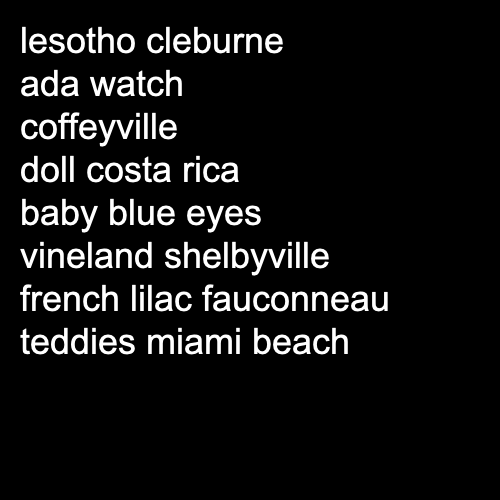 lesotho cleburne
ada watch
coffeyville
doll costa rica
baby blue eyes
vineland shelbyville
french lilac fauconneau
teddies miami beach